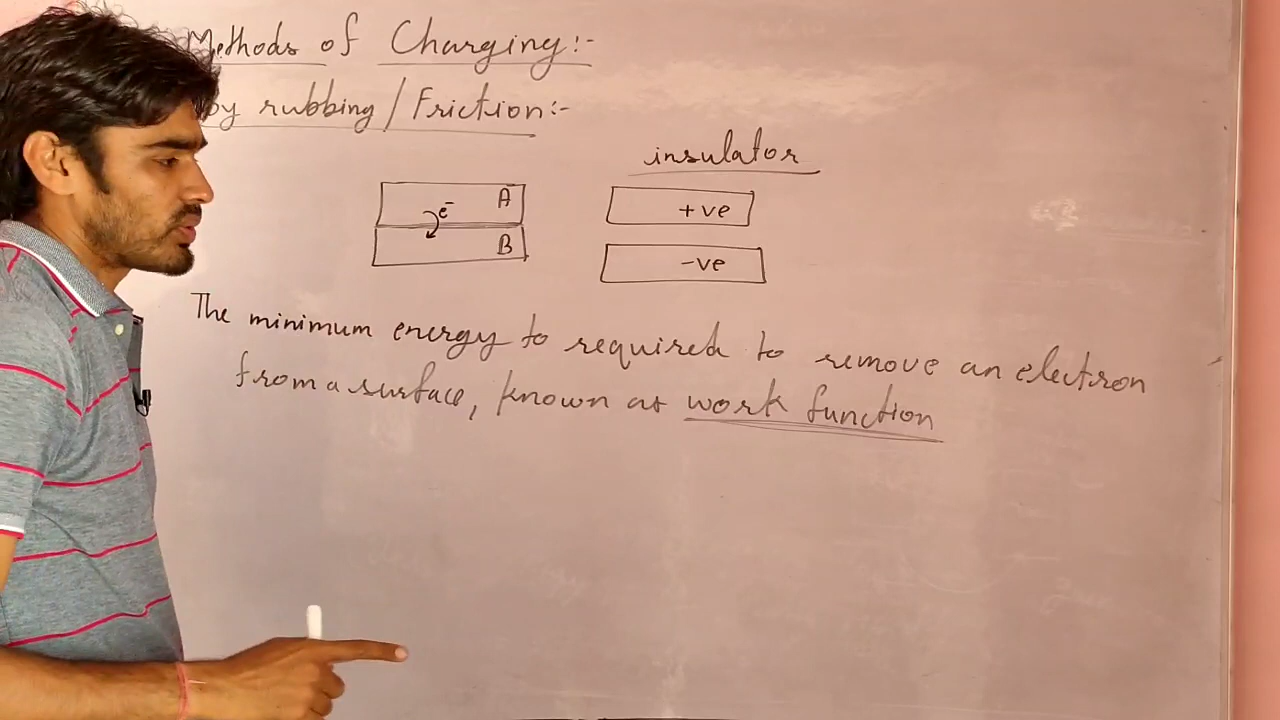 Methods of Charging:-
by rubbing/Friction:-
insulator
A
e-
B
+ve
-ve
The minimum energy to required to remove an electron
from a surface, known as work function